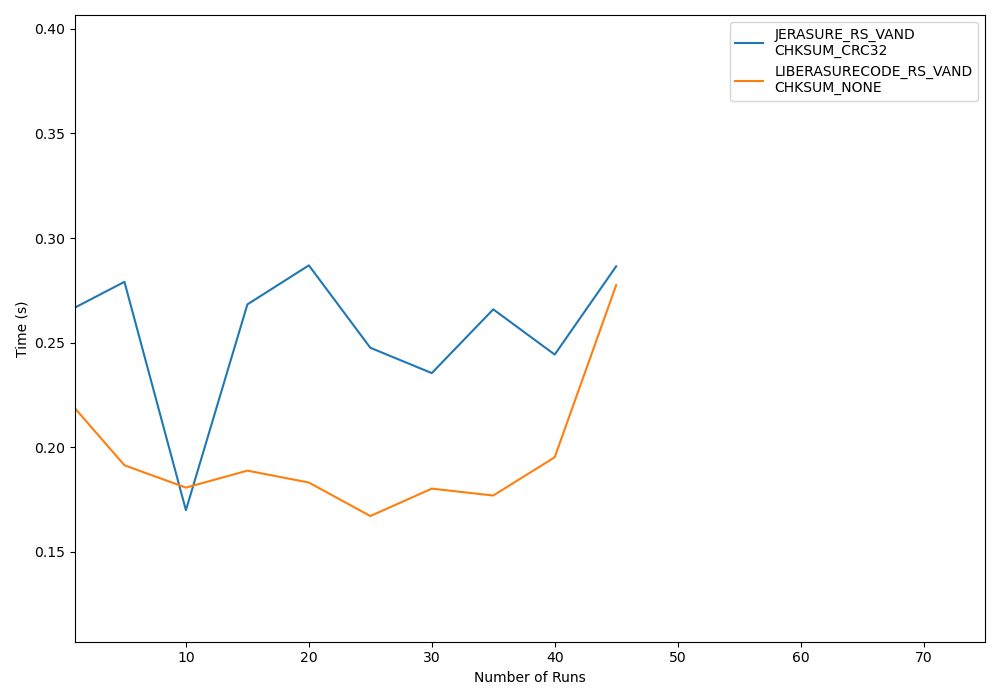 0.40
0.35
0.30
0.25
0.20
0.15
Time (s)
10
20
30
40
50
60
70
Number of Runs
JERASURE_RS_VAND
CHKSUM_CRC32
LIBERASURECODE_RS_VAND
CHKSUM_NONE